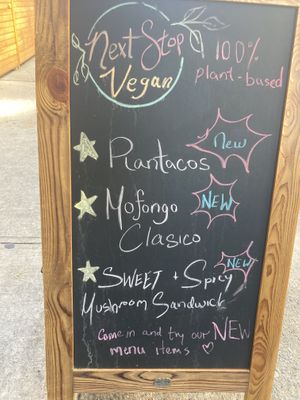 Next Stop
Vegan
100%
plant-based
Plantacos
New
Mofongo
NEW
Clasico
SWEET + Spicy
NEW
Mushroom Sandwick
Come in and try our NEW
menu items